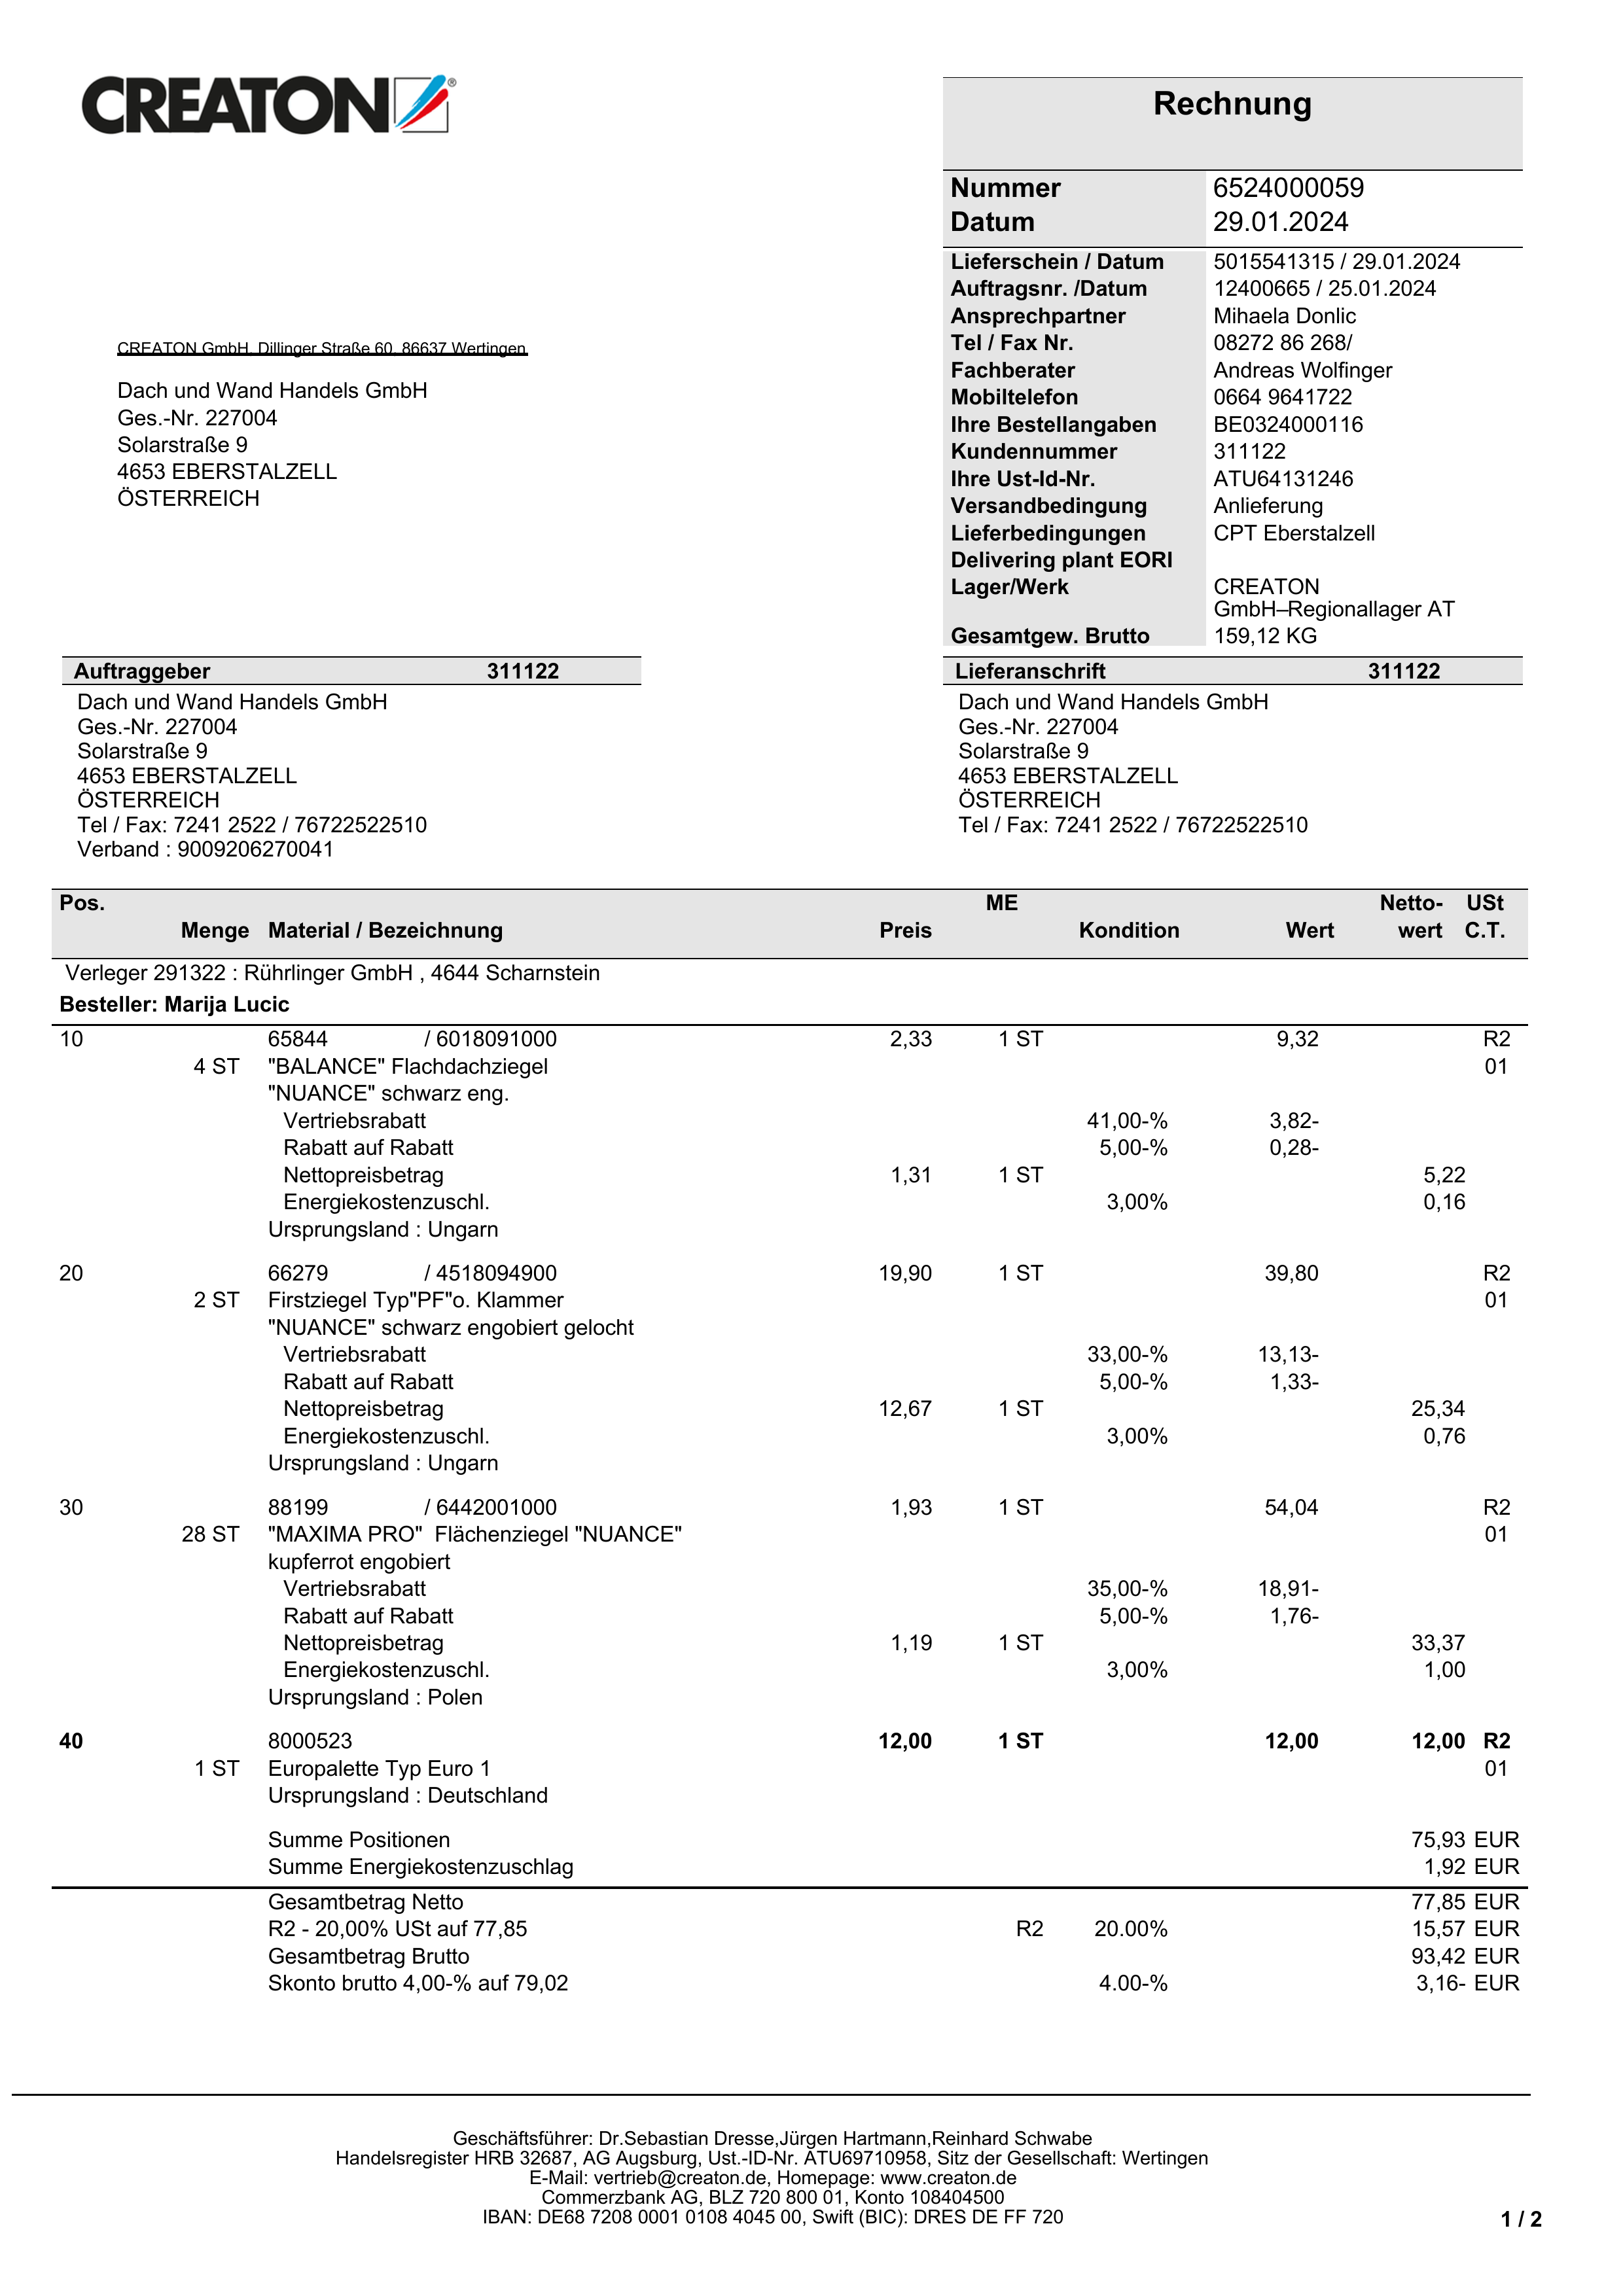 CREATON®
Rechnung
Nummer 6524000059
Datum 29.01.2024
Lieferschein / Datum 5015541315 / 29.01.2024
Auftragsnr. /Datum 12400665 / 25.01.2024
Ansprechpartner Mihaela Donlic
Tel / Fax Nr. 08272 86 268/
Fachberater Andreas Wolfinger
Mobiltelefon 0664 9641722
Ihre Bestellangaben BE0324000116
Kundennummer 311122
Ihre Ust-Id-Nr. ATU64131246
Versandbedingung Anlieferung
Lieferbedingungen CPT Eberstalzell
Delivering plant EORI
Lager/Werk CREATON
GmbH–Regionallager AT
Gesamtgew. Brutto 159,12 KG
CREATON GmbH, Dillinger Straße 60, 86637 Wertingen
Dach und Wand Handels GmbH
Ges.-Nr. 227004
Solarstraße 9
4653 EBERSTALZELL
ÖSTERREICH
Auftraggeber 311122
Dach und Wand Handels GmbH
Ges.-Nr. 227004
Solarstraße 9
4653 EBERSTALZELL
ÖSTERREICH
Tel / Fax: 7241 2522 / 76722522510
Verband : 9009206270041
Lieferanschrift 311122
Dach und Wand Handels GmbH
Ges.-Nr. 227004
Solarstraße 9
4653 EBERSTALZELL
ÖSTERREICH
Tel / Fax: 7241 2522 / 76722522510
Pos. ME Netto- USt
Menge Material / Bezeichnung Preis Kondition Wert wert C.T.
Verleger 291322 : Rührlinger GmbH , 4644 Scharnstein
Besteller: Marija Lucic
10 65844 / 6018091000 2,33 1 ST 9,32 R2
4 ST "BALANCE" Flachdachziegel 01
"NUANCE" schwarz eng.
Vertriebsrabatt 41,00-% 3,82-
Rabatt auf Rabatt 5,00-% 0,28-
Nettopreisbetrag 1,31 1 ST 5,22
Energiekostenzuschl. 3,00% 0,16
Ursprungsland : Ungarn
20 66279 / 4518094900 19,90 1 ST 39,80 R2
2 ST Firstziegel Typ"PF"o. Klammer 01
"NUANCE" schwarz engobiert gelocht
Vertriebsrabatt 33,00-% 13,13-
Rabatt auf Rabatt 5,00-% 1,33-
Nettopreisbetrag 12,67 1 ST 25,34
Energiekostenzuschl. 3,00% 0,76
Ursprungsland : Ungarn
30 88199 / 6442001000 1,93 1 ST 54,04 R2
28 ST "MAXIMA PRO" Flächenziegel "NUANCE" 01
kupferrot engobiert
Vertriebsrabatt 35,00-% 18,91-
Rabatt auf Rabatt 5,00-% 1,76-
Nettopreisbetrag 1,19 1 ST 33,37
Energiekostenzuschl. 3,00% 1,00
Ursprungsland : Polen
40 8000523 12,00 1 ST 12,00 12,00 R2
1 ST Europalette Typ Euro 1 01
Ursprungsland : Deutschland
Summe Positionen 75,93 EUR
Summe Energiekostenzuschlag 1,92 EUR
Gesamtbetrag Netto 77,85 EUR
R2 - 20,00% USt auf 77,85 R2 20.00% 15,57 EUR
Gesamtbetrag Brutto 93,42 EUR
Skonto brutto 4,00-% auf 79,02 4.00-% 3,16- EUR
Geschäftsführer: Dr.Sebastian Dresse,Jürgen Hartmann,Reinhard Schwabe
Handelsregister HRB 32687, AG Augsburg, Ust.-ID-Nr. ATU69710958, Sitz der Gesellschaft: Wertingen
E-Mail: vertrieb@creaton.de, Homepage: www.creaton.de
Commerzbank AG, BLZ 720 800 01, Konto 108404500
IBAN: DE68 7208 0001 0108 4045 00, Swift (BIC): DRES DE FF 720
1 / 2